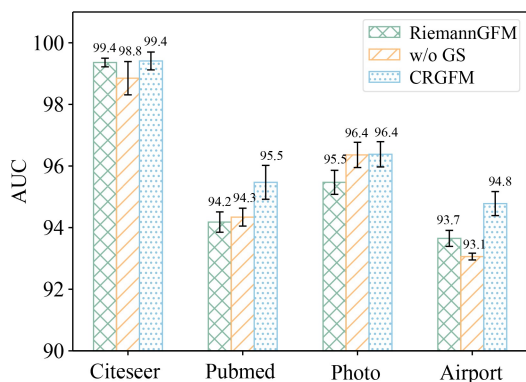 RiemannGFM
w/o GS
CRGFM
AUC
100
98
96
94
92
90
99.4
98.8
99.4
94.2
94.3
95.5
95.5
96.4
96.4
93.7
93.1
94.8
Citeseer
Pubmed
Photo
Airport